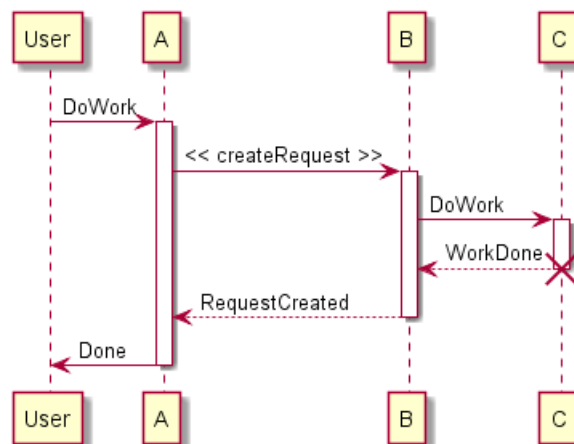 User A B C
DoWork
<< createRequest >>
DoWork
WorkDone
RequestCreated
Done
User A B C